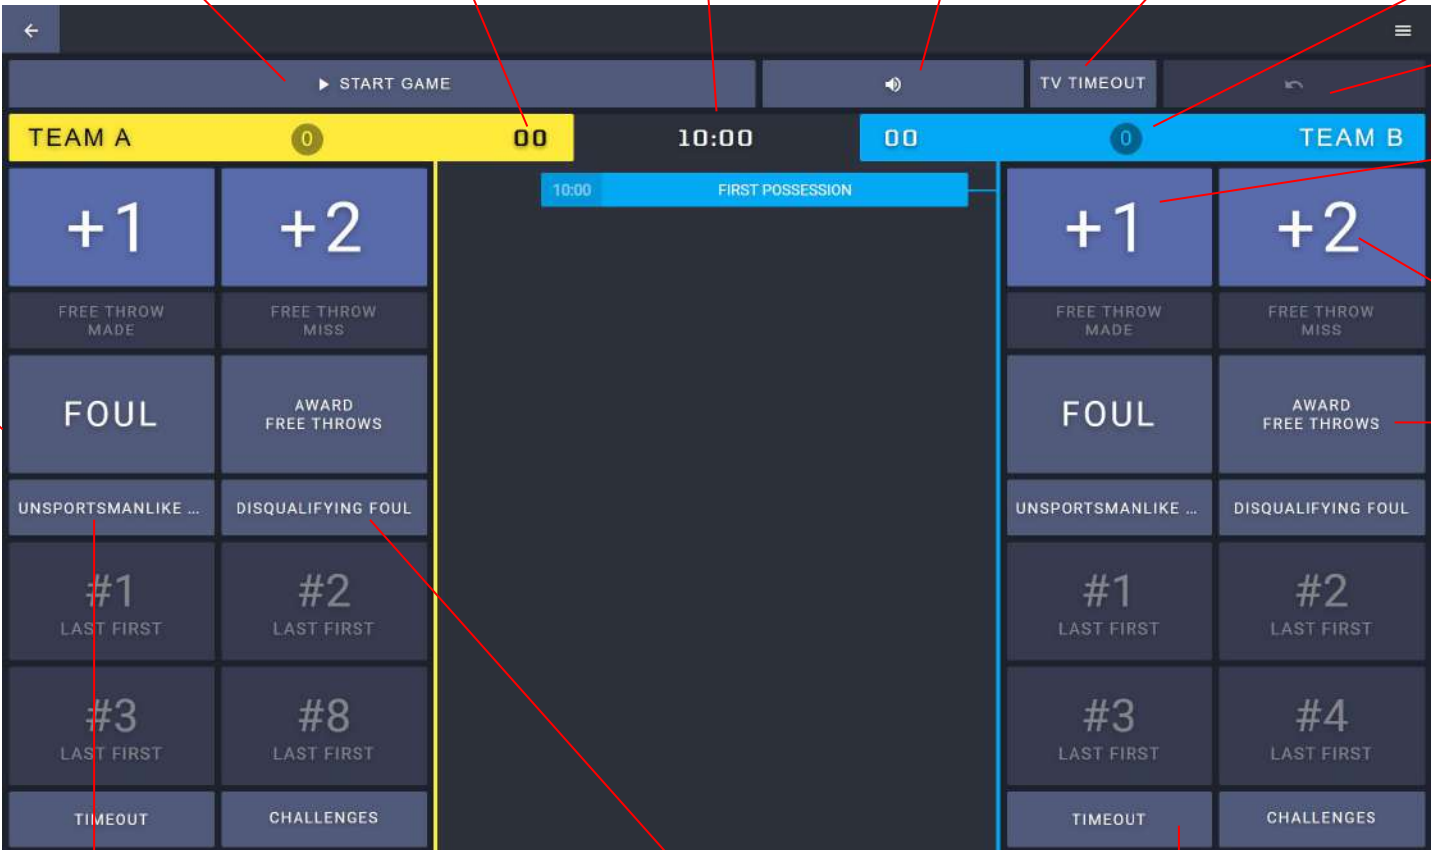 START GAME
TV TIMEOUT
TEAM A 0 00 10:00 00 0 TEAM B
10:00 FIRST POSSESSION
+1
+2
FREE THROW
MADE
FREE THROW
MISS
FOUL
AWARD
FREE THROWS
UNSPORTSMANLIKE ...
DISQUALIFYING FOUL
#1
LAST FIRST
#2
LAST FIRST
#3
LAST FIRST
#8
LAST FIRST
TIMEOUT
CHALLENGES
+1
+2
FREE THROW
MADE
FREE THROW
MISS
FOUL
AWARD
FREE THROWS
UNSPORTSMANLIKE ...
DISQUALIFYING FOUL
#1
LAST FIRST
#2
LAST FIRST
#3
LAST FIRST
#4
LAST FIRST
TIMEOUT
CHALLENGES